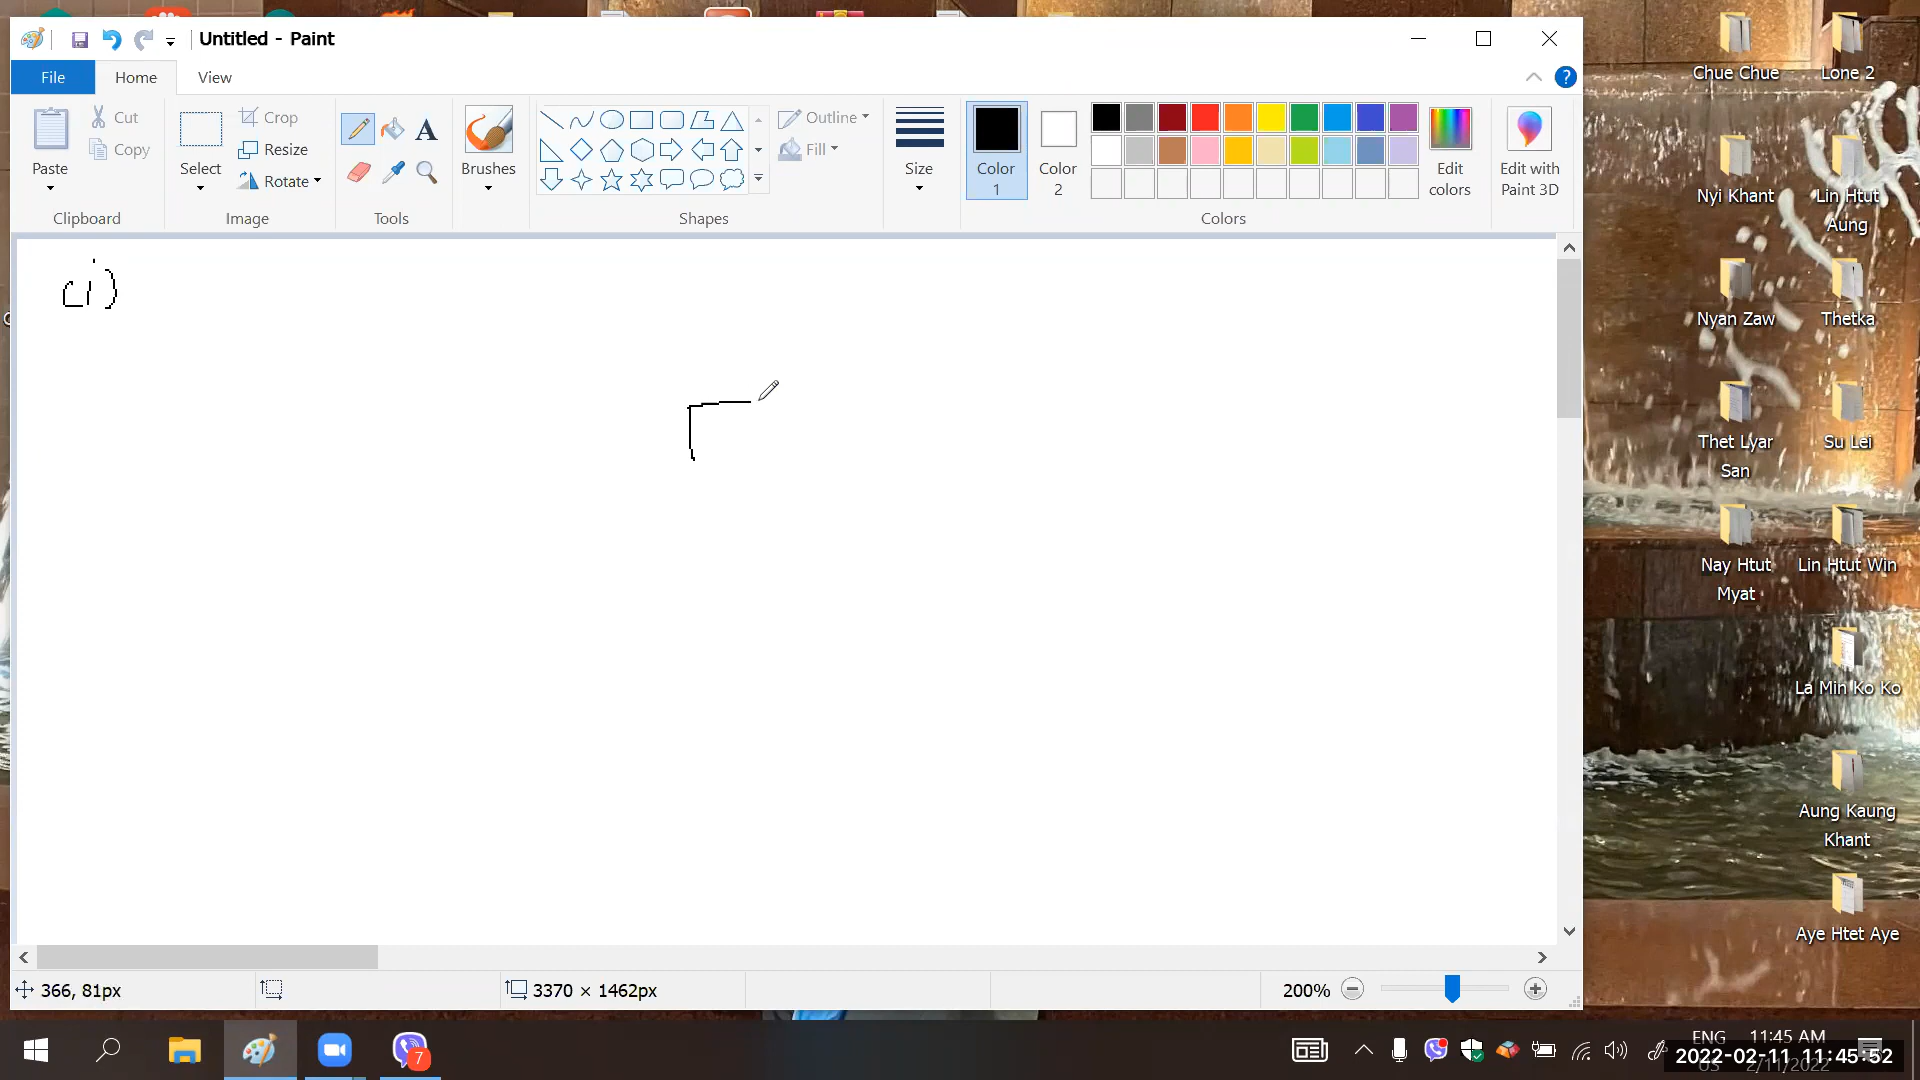 Untitled - Paint
File Home View
Paste
Cut
Copy
Clipboard
Select
Crop
Resize
Rotate
Image
Tools
Brushes
Outline
Fill
Shapes
Size
Color 1
Color 2
Edit colors
Edit with Paint 3D
Colors
(i)
366, 81px
3370 × 1462px
200%
Chue Chue
Lone 2
Nyi Khant
Lin Htut Aung
Nyan Zaw
Thetka
Thet Lyar San
Su Lei
Nay Htut Myat
Lin Htut Win
La Min Ko Ko
Aung Kaung Khant
Aye Htet Aye
7
ENG
11:45 AM
2/11/2022
2022-02-11 11:45:52